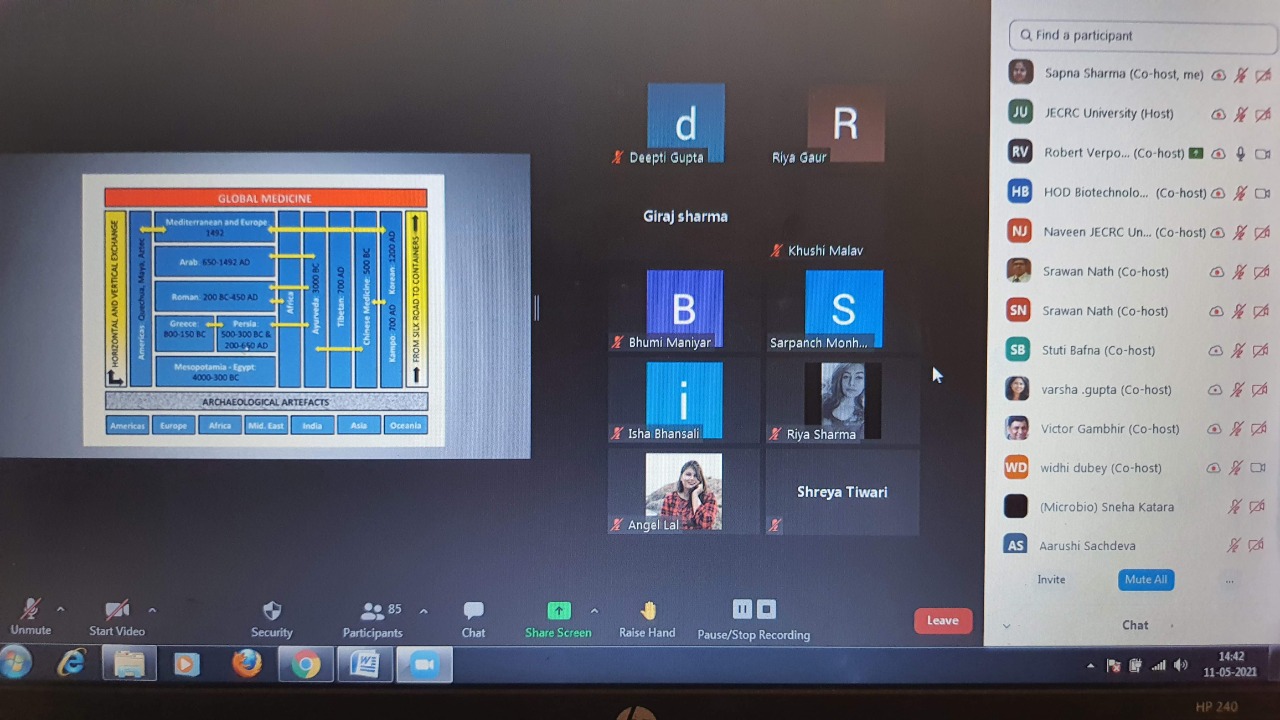 GLOBAL MEDICINE
HORIZONTAL AND VERTICAL EXCHANGE
Americas: Quechua, Maya, Aztec
Mediterranean and Europe
1492
Arab: 650-1492 AD
Roman: 200 BC-450 AD
Greece:
800-150 BC
Persia:
500-300 BC &
200-650 AD
Mesopotamia - Egypt:
4000-300 BC
Africa
Ayurveda: 3000 BC
Tibetan: 700 AD
Chinese Medicine: 500 BC
Kampo: 700 AD Korean: 1200 AD
FROM SILK ROAD TO CONTAINERS
ARCHAEOLOGICAL ARTEFACTS
Americas Europe Africa Mid. East India Asia Oceania
d
Deepti Gupta
R
Riya Gaur
Giraj sharma
Khushi Malav
B
Bhumi Maniyar
S
Sarpanch Monh...
i
Isha Bhansali
Riya Sharma
Angel Lal
Shreya Tiwari
Find a participant
Sapna Sharma (Co-host, me)
JU JECRC University (Host)
RV Robert Verpo... (Co-host)
HB HOD Biotechnolo... (Co-host)
NJ Naveen JECRC Un... (Co-host)
Srawan Nath (Co-host)
SN Srawan Nath (Co-host)
SB Stuti Bafna (Co-host)
varsha .gupta (Co-host)
Victor Gambhir (Co-host)
WD widhi dubey (Co-host)
(Microbio) Sneha Katara
AS Aarushi Sachdeva
Invite Mute All ...
Chat
Unmute
Start Video
Security
85
Participants
Chat
Share Screen
Raise Hand
Pause/Stop Recording
Leave
14:42
11-05-2021
hp
HP 240